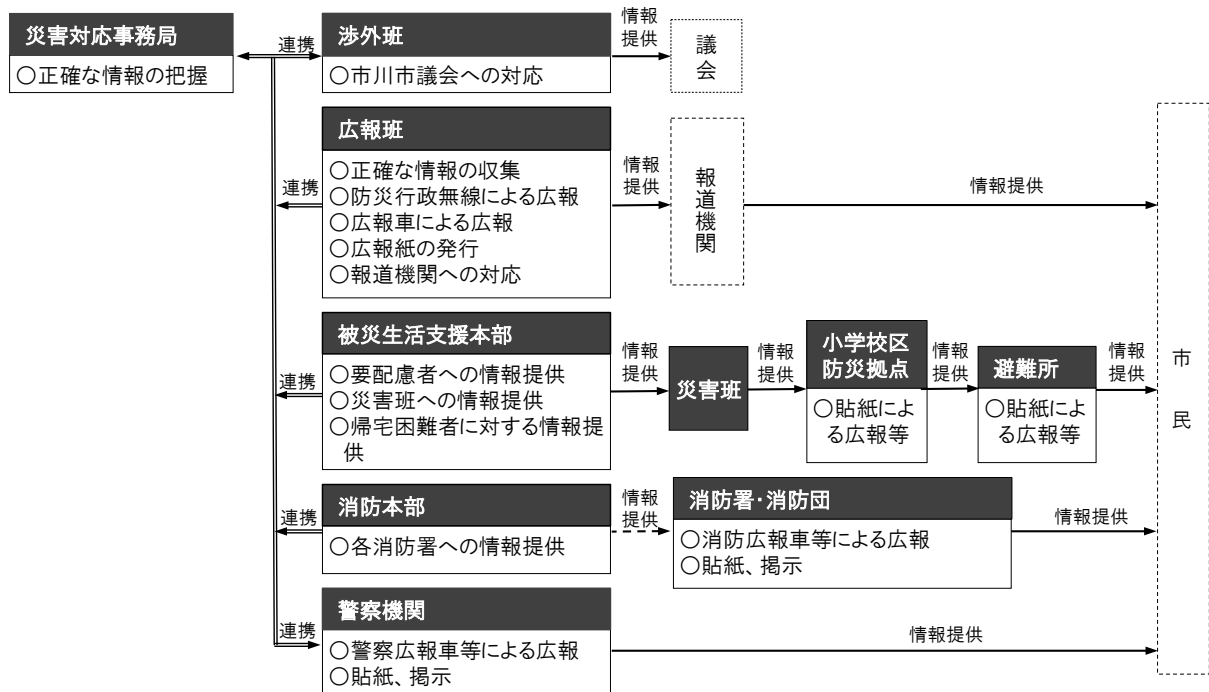 災害対応事務局
○正確な情報の把握
連携
渉外班
○市川市議会への対応
情報
提供
議
会
広報班
○正確な情報の収集
○防災行政無線による広報
○広報車による広報
○広報紙の発行
○報道機関への対応
連携
情報
提供
報
道
機
関
情報提供
被災生活支援本部
○要配慮者への情報提供
○災害班への情報提供
○帰宅困難者に対する情報提
供
連携
情報
提供
災害班
情報
提供
小学校区
防災拠点
○貼紙によ
る広報等
情報
提供
避難所
○貼紙によ
る広報等
情報
提供
市
民
消防本部
○各消防署への情報提供
連携
情報
提供
消防署・消防団
○消防広報車等による広報
○貼紙、掲示
情報提供
警察機関
○警察広報車等による広報
○貼紙、掲示
連携
情報提供